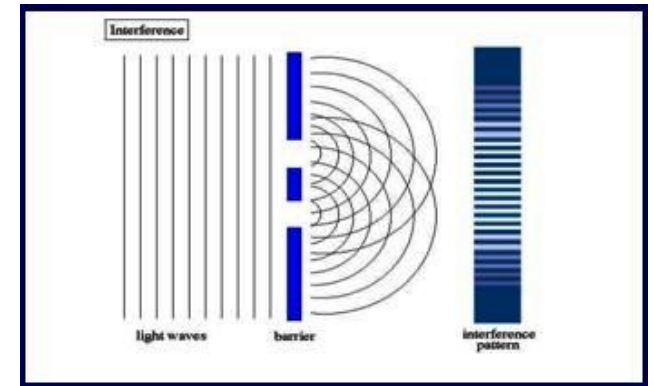 Interference
light waves
barrier
interference
pattern